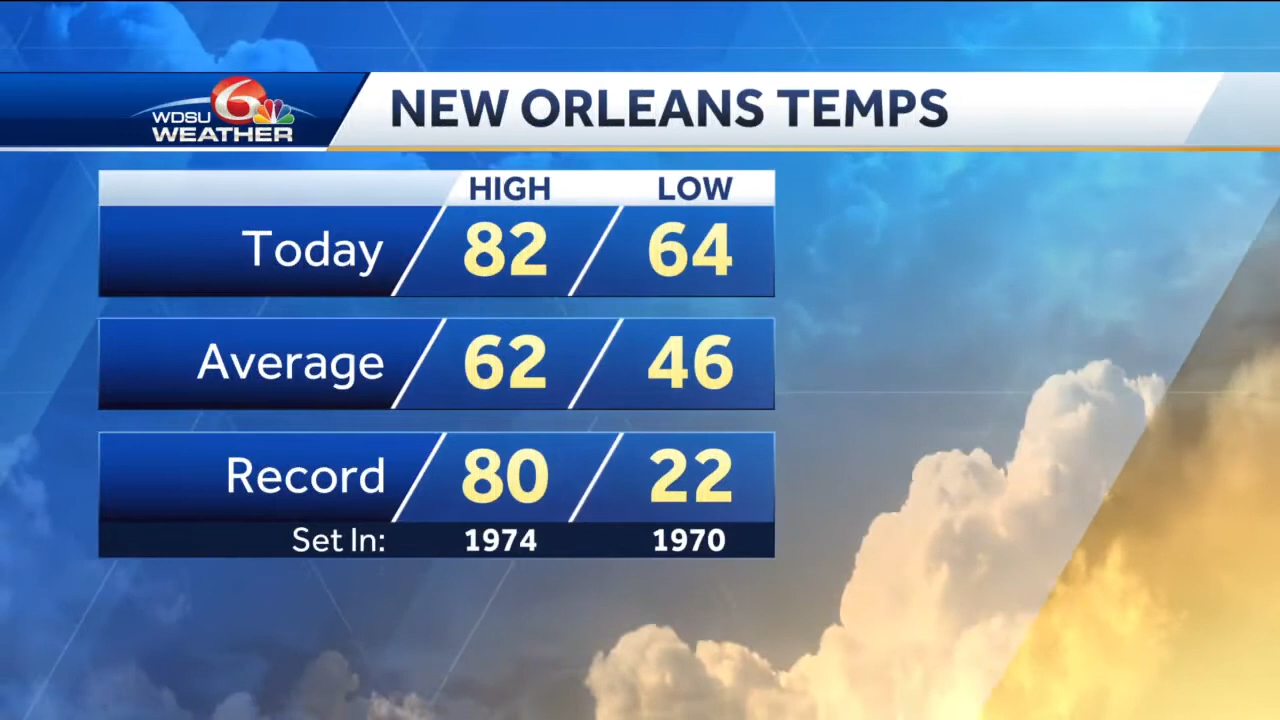 WDSU 6
WEATHER
NEW ORLEANS TEMPS
HIGH LOW
Today 82 64
Average 62 46
Record 80 22
Set In: 1974 1970